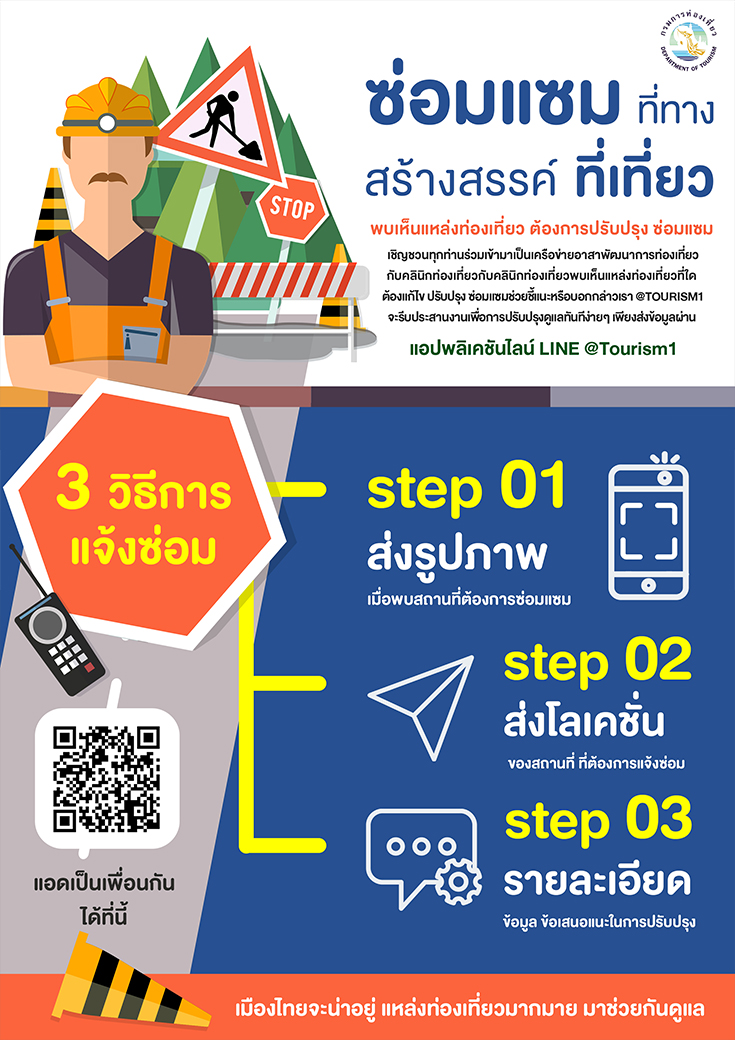 กรมการท่องเที่ยว
DEPARTMENT OF TOURISM
ซ่อมแซม ที่ทาง
สร้างสรรค์ ที่เที่ยว
STOP
พบเห็นแหล่งท่องเที่ยว ต้องการปรับปรุง ซ่อมแซม
เชิญชวนทุกท่านร่วมเข้ามาเป็นเครือข่ายอาสาพัฒนาการท่องเที่ยว
กับคลินิกท่องเที่ยวกับคลินิกท่องเที่ยวพบเห็นแหล่งท่องเที่ยวที่ใด
ต้องแก้ไข ปรับปรุง ซ่อมแซมช่วยชี้แนะหรือบอกกล่าวเรา @TOURISM1
จะรีบประสานงานเพื่อการปรับปรุงดูแลทันทีง่ายๆ เพียงส่งข้อมูลผ่าน
แอปพลิเคชันไลน์ LINE @Tourism1
3 วิธีการ
แจ้งซ่อม
step 01
ส่งรูปภาพ
เมื่อพบสถานที่ต้องการซ่อมแซม
step 02
ส่งโลเคชั่น
ของสถานที่ ที่ต้องการแจ้งซ่อม
step 03
รายละเอียด
ข้อมูล ข้อเสนอแนะในการปรับปรุง
แอดเป็นเพื่อนกัน
ได้ที่นี้
เมืองไทยจะน่าอยู่ แหล่งท่องเที่ยวมากมาย มาช่วยกันดูแล